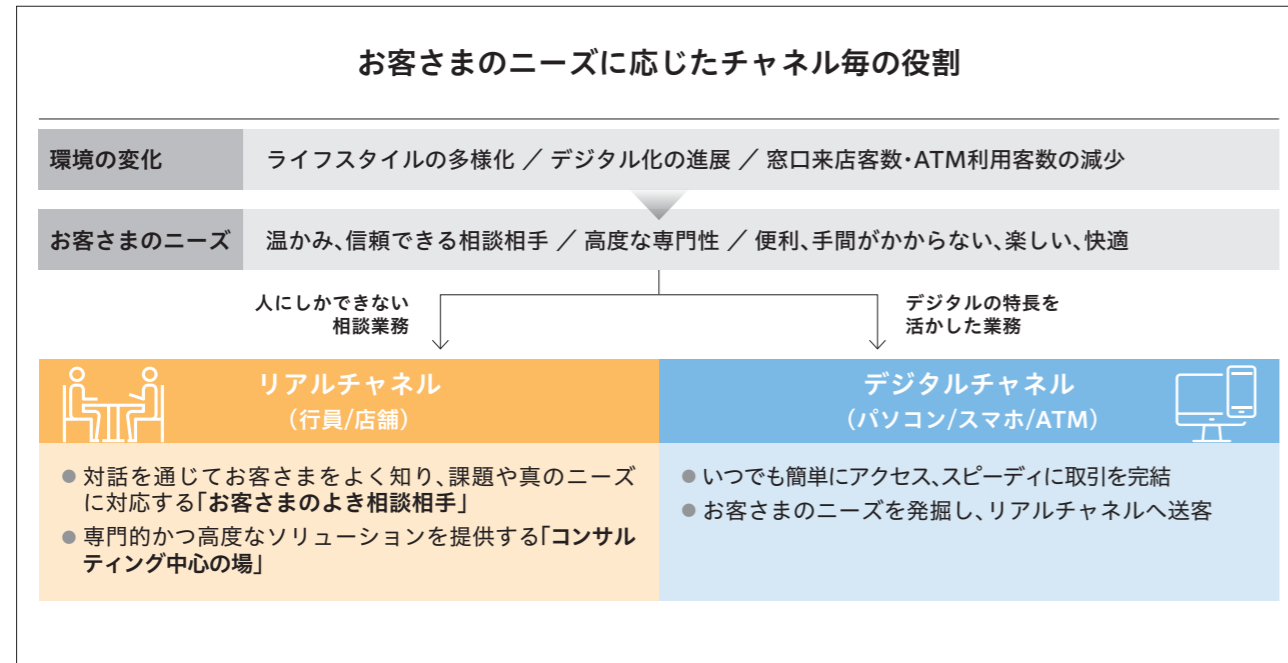 お客さまのニーズに応じたチャネル毎の役割
環境の変化
ライフスタイルの多様化 ／ デジタル化の進展 ／ 窓口来店客数・ATM利用客数の減少
お客さまのニーズ
温かみ、信頼できる相談相手 ／ 高度な専門性 ／ 便利、手間がかからない、楽しい、快適
人にしかできない
相談業務
デジタルの特長を
活かした業務
リアルチャネル
（行員/店舗）
● 対話を通じてお客さまをよく知り、課題や真のニーズ
に対応する「お客さまのよき相談相手」
● 専門的かつ高度なソリューションを提供する「コンサル
ティング中心の場」
デジタルチャネル
（パソコン/スマホ/ATM）
● いつでも簡単にアクセス、スピーディに取引を完結
● お客さまのニーズを発掘し、リアルチャネルへ送客